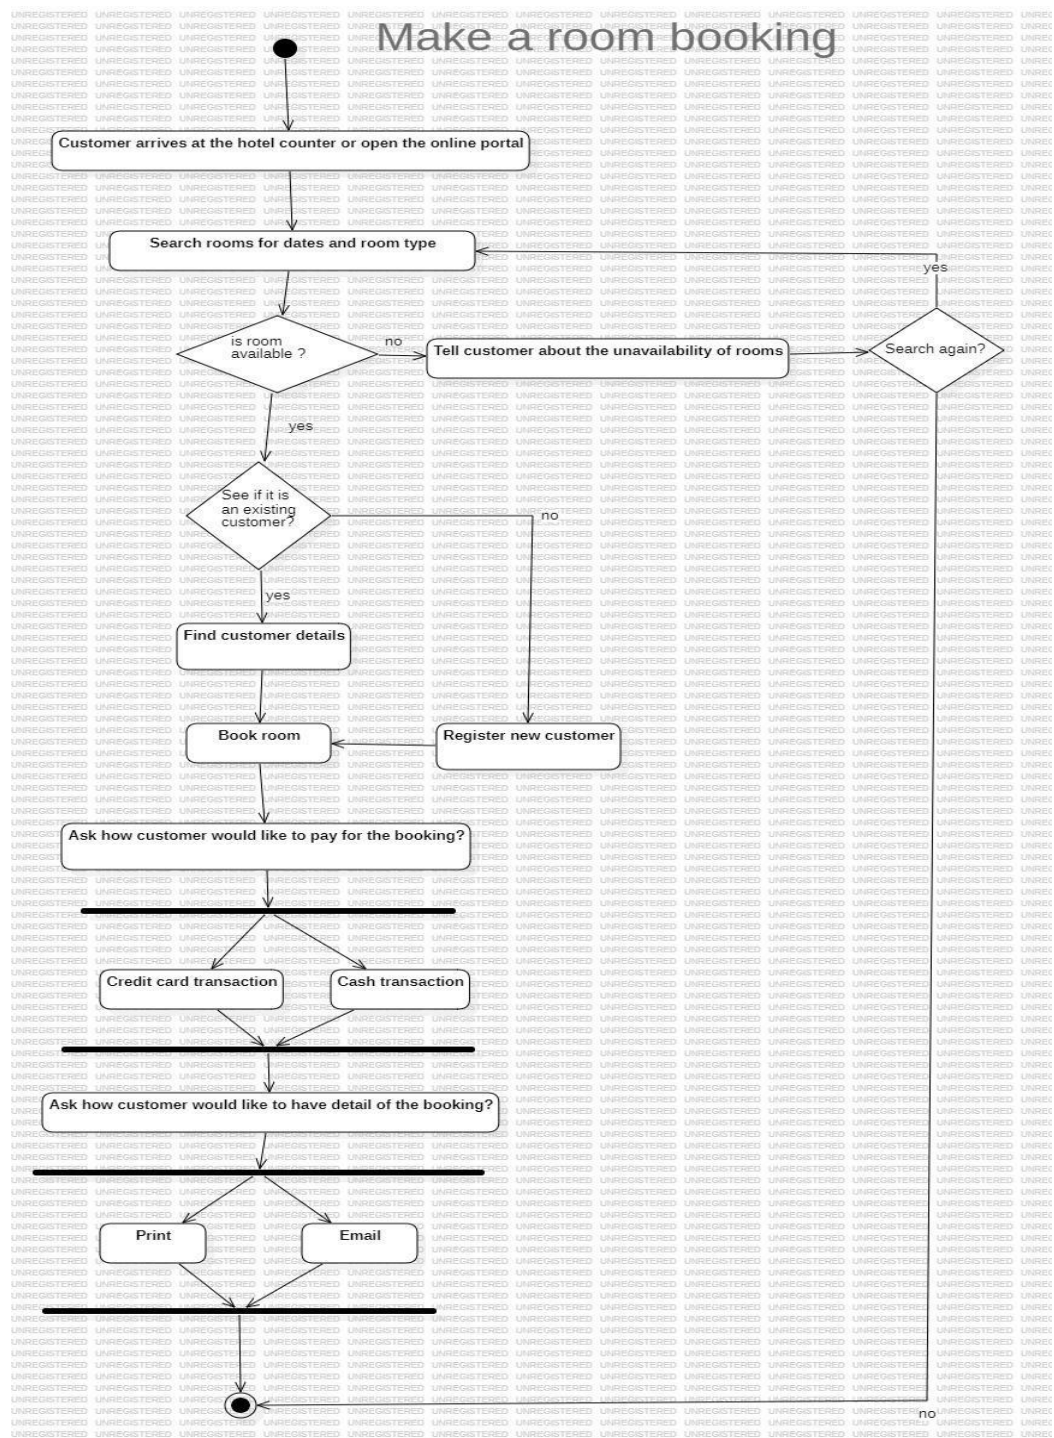 Make a room booking
Customer arrives at the hotel counter or open the online portal
Search rooms for dates and room type
yes
is room
available ?
no
Tell customer about the unavailability of rooms
Search again?
yes
See if it is
an existing
customer?
no
yes
Find customer details
Book room
Register new customer
Ask how customer would like to pay for the booking?
Credit card transaction
Cash transaction
Ask how customer would like to have detail of the booking?
Print
Email
no
UNREGISTERED